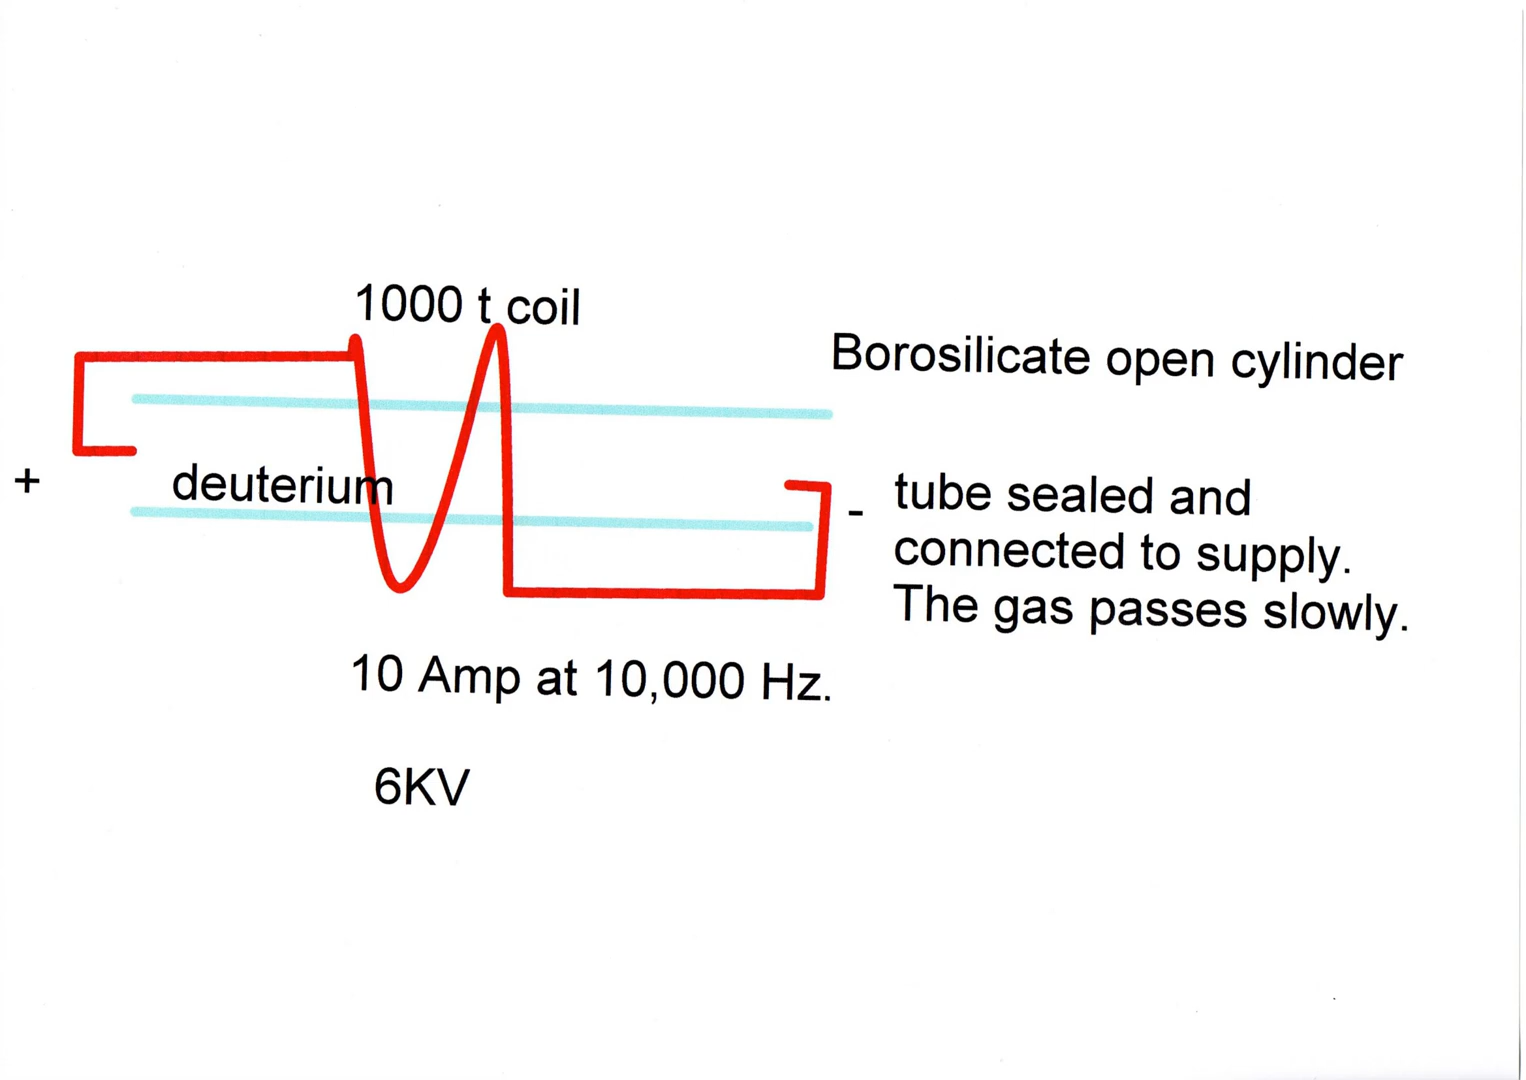 1000 t coil
Borosilicate open cylinder
+
deuterium
-
tube sealed and
connected to supply.
The gas passes slowly.
10 Amp at 10,000 Hz.
6KV